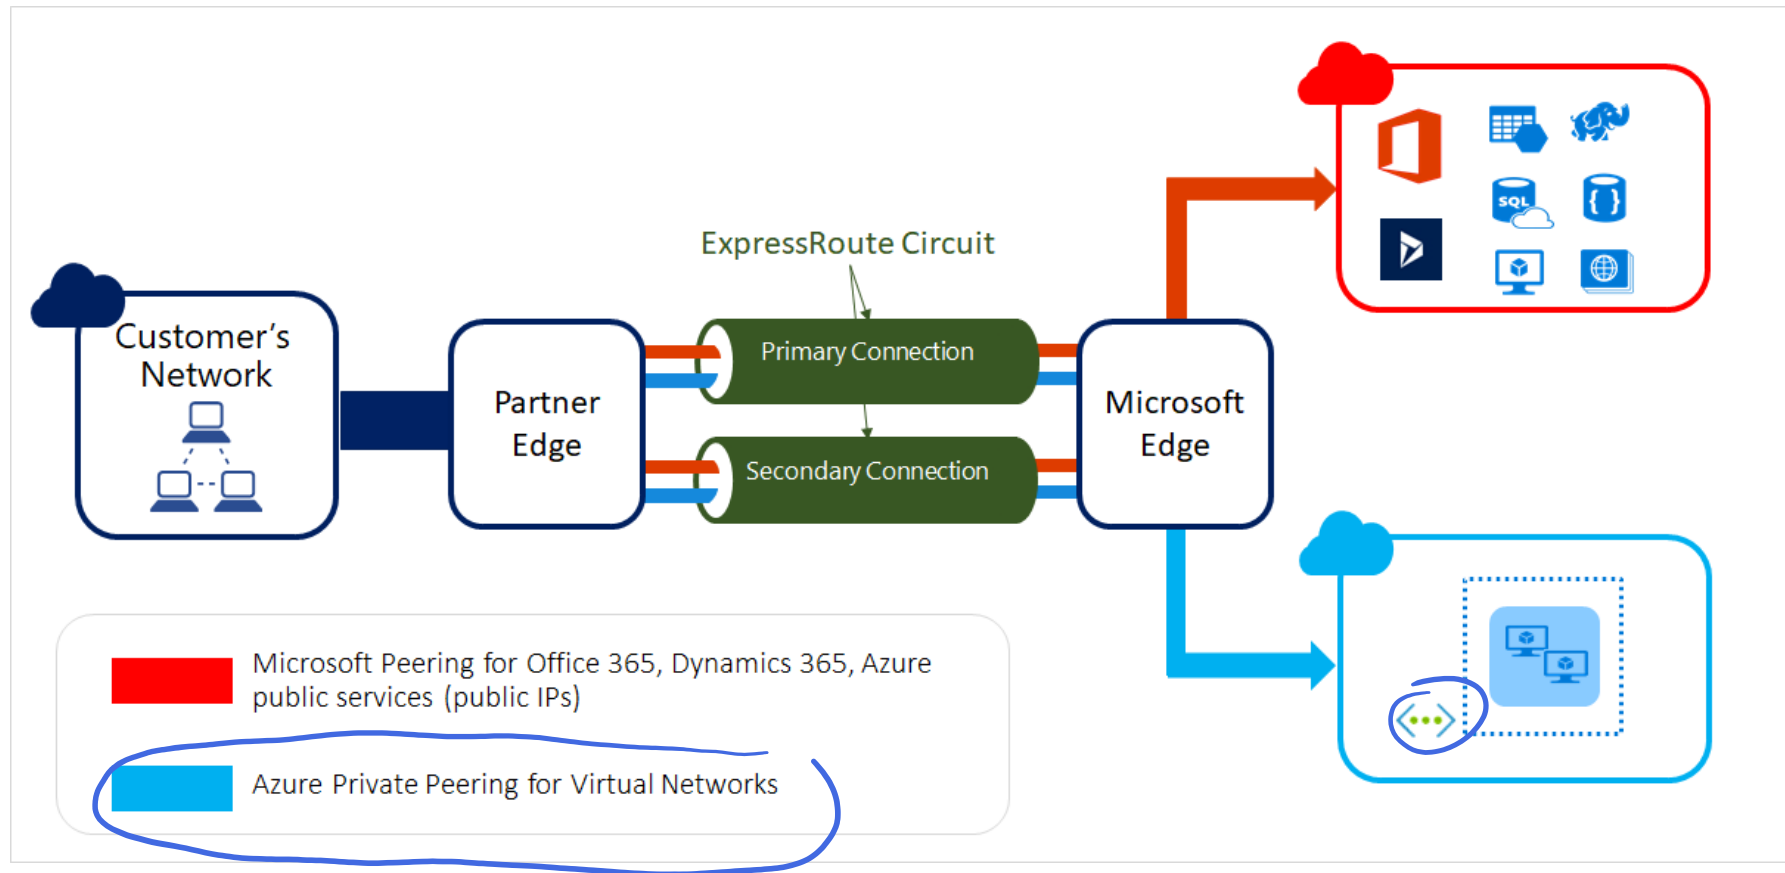 ExpressRoute Circuit
Customer's
Network
Partner
Edge
Primary Connection
Secondary Connection
Microsoft
Edge
SQL
{ }
Microsoft Peering for Office 365, Dynamics 365, Azure
public services (public IPs)
Azure Private Peering for Virtual Networks